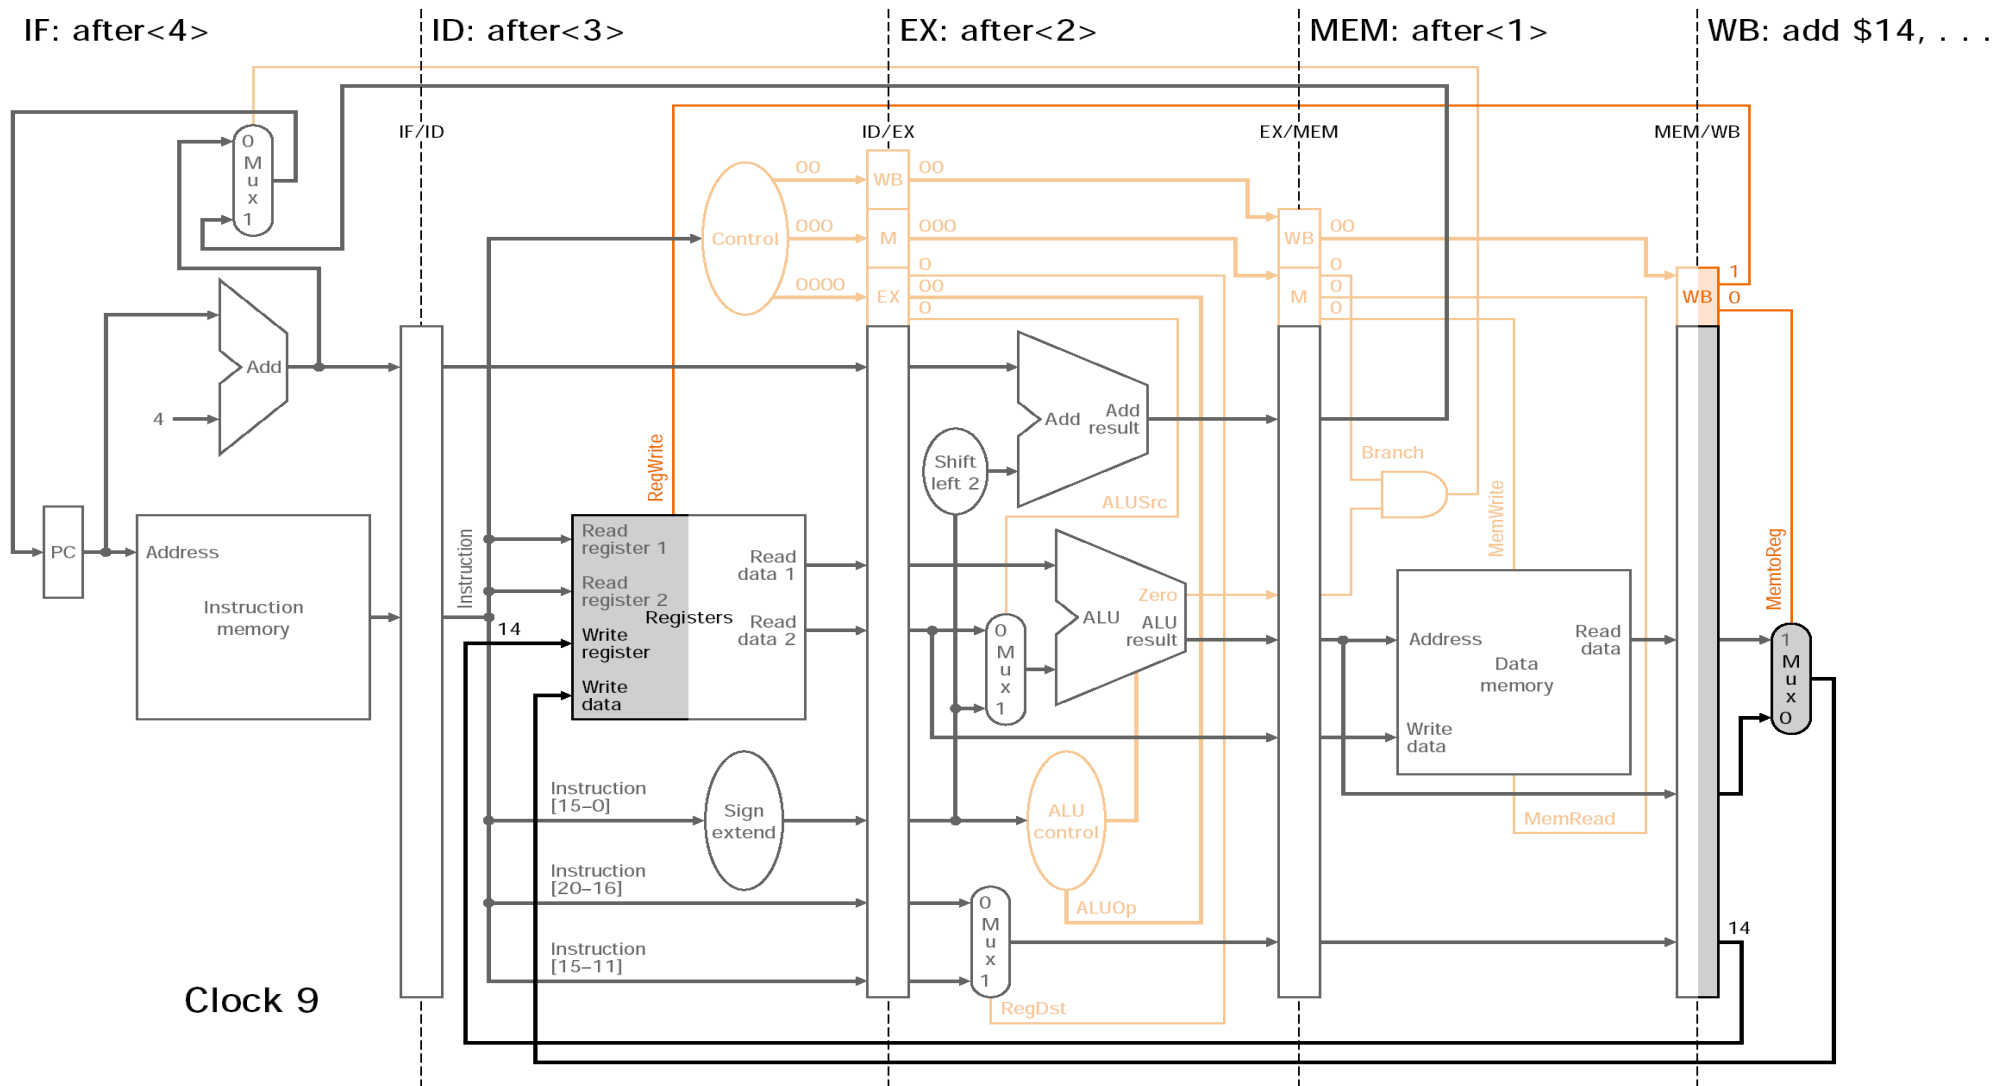 IF: after<4>
ID: after<3>
EX: after<2>
MEM: after<1>
WB: add $14, . . .
IF/ID
ID/EX
EX/MEM
MEM/WB
0
M
u
x
1
00
WB
00
Control
000
M
000
0000
EX
0
00
0
WB
00
M
0
0
0
WB
1
0
Add
4
Add
Add
result
Shift
left 2
RegWrite
Branch
ALUSrc
MemWrite
MemtoReg
PC
Address
Instruction
memory
Instruction
Read
register 1
Read
register 2
Registers
Write
register
Write
data
Read
data 1
Read
data 2
14
0
M
u
x
1
Zero
ALU
ALU
result
Address
Read
data
Data
memory
Write
data
1
M
u
x
0
Instruction
[15–0]
Sign
extend
ALU
control
MemRead
Instruction
[20–16]
ALUOp
0
M
u
x
1
14
Instruction
[15–11]
RegDst
Clock 9